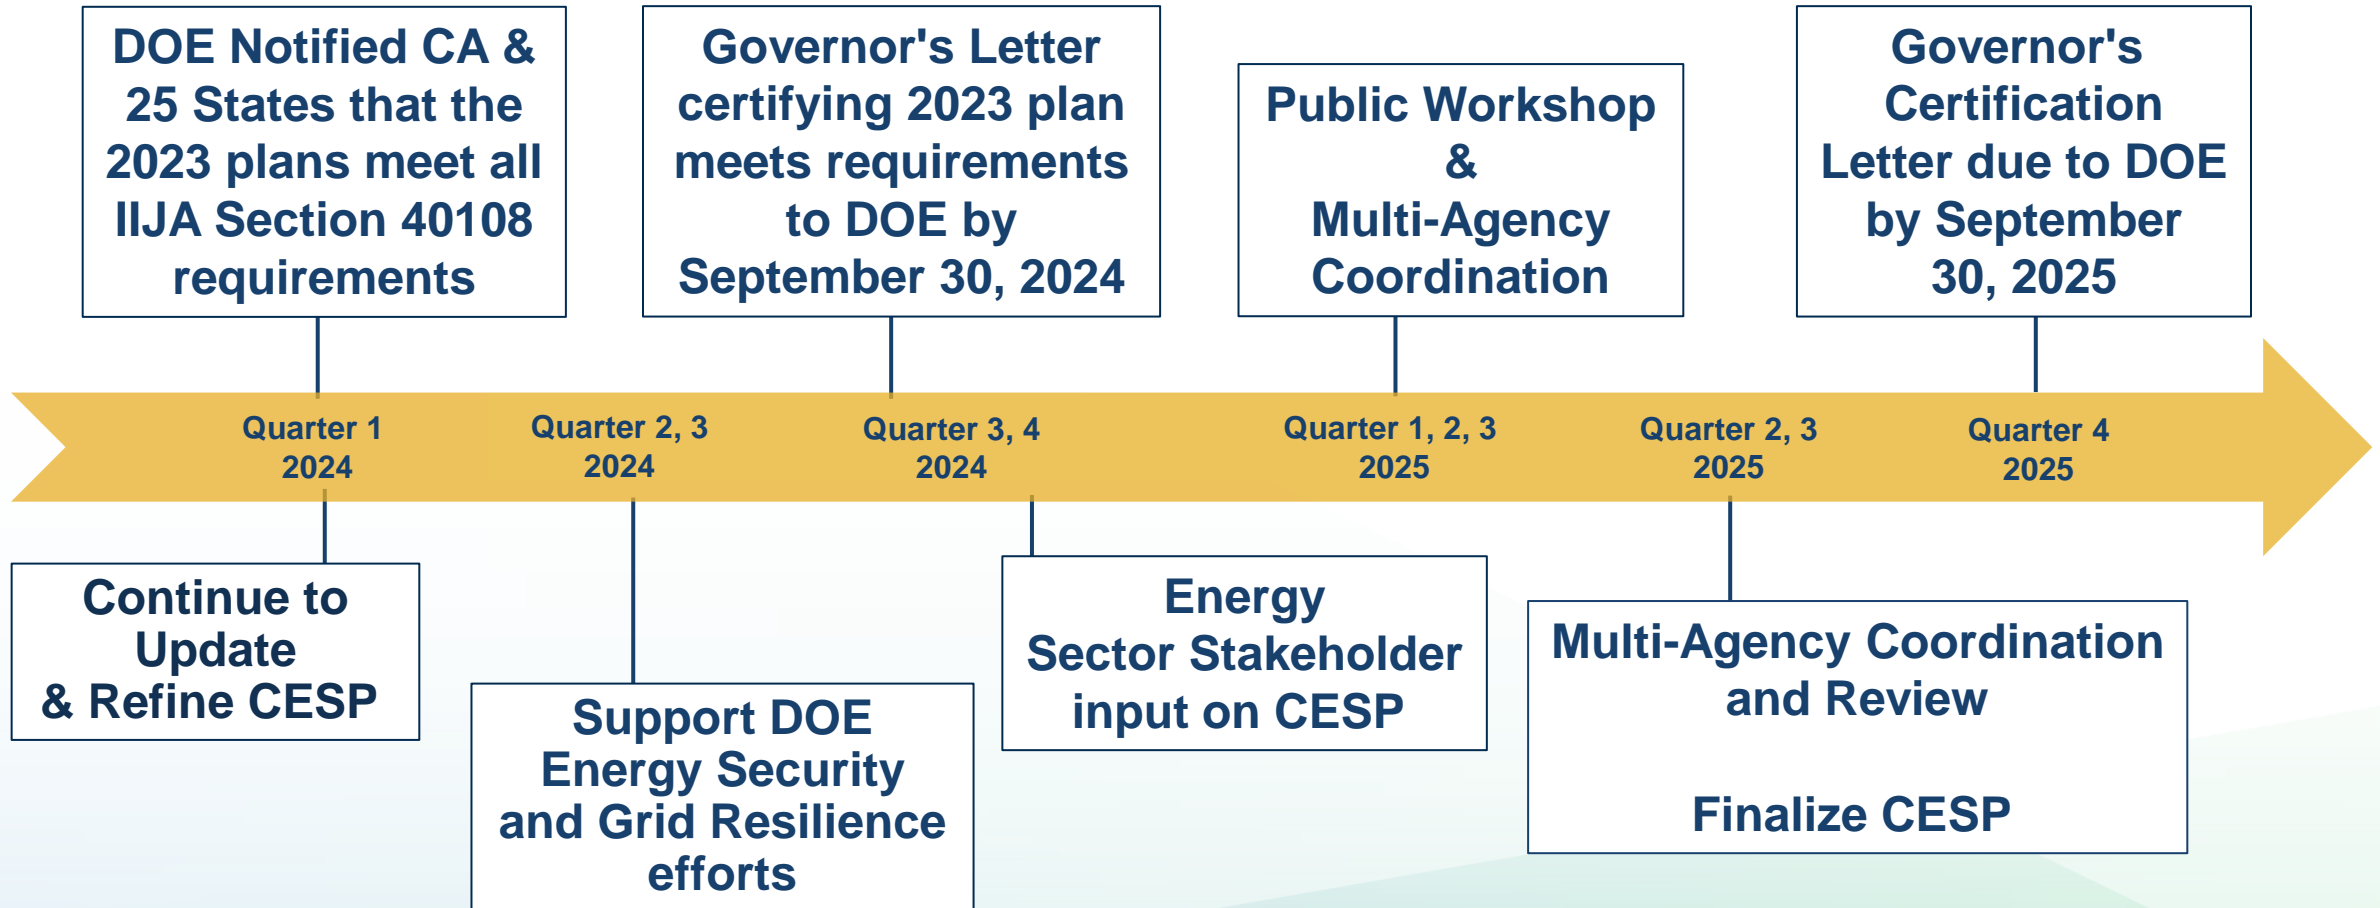 DOE Notified CA &
25 States that the
2023 plans meet all
IIJA Section 40108
requirements
Governor's Letter
certifying 2023 plan
meets requirements
to DOE by
September 30, 2024
Public Workshop
&
Multi-Agency
Coordination
Governor's
Certification
Letter due to DOE
by September
30, 2025
Quarter 1
2024
Quarter 2, 3
2024
Quarter 3, 4
2024
Quarter 1, 2, 3
2025
Quarter 2, 3
2025
Quarter 4
2025
Continue to
Update
& Refine CESP
Support DOE
Energy Security
and Grid Resilience
efforts
Energy
Sector Stakeholder
input on CESP
Multi-Agency Coordination
and Review
Finalize CESP